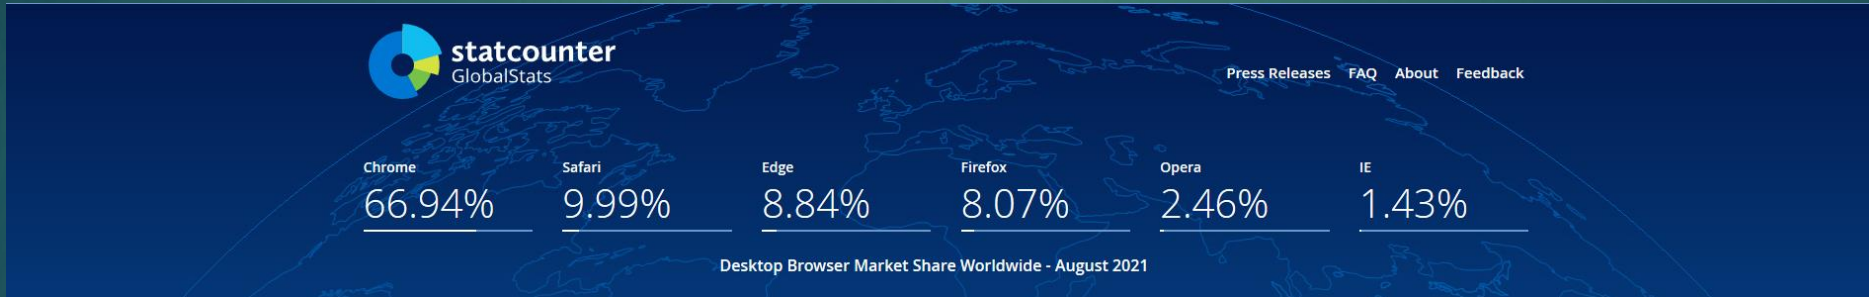 statcounter
GlobalStats
Press Releases FAQ About Feedback
Chrome Safari Edge Firefox Opera IE
66.94% 9.99% 8.84% 8.07% 2.46% 1.43%
Desktop Browser Market Share Worldwide - August 2021